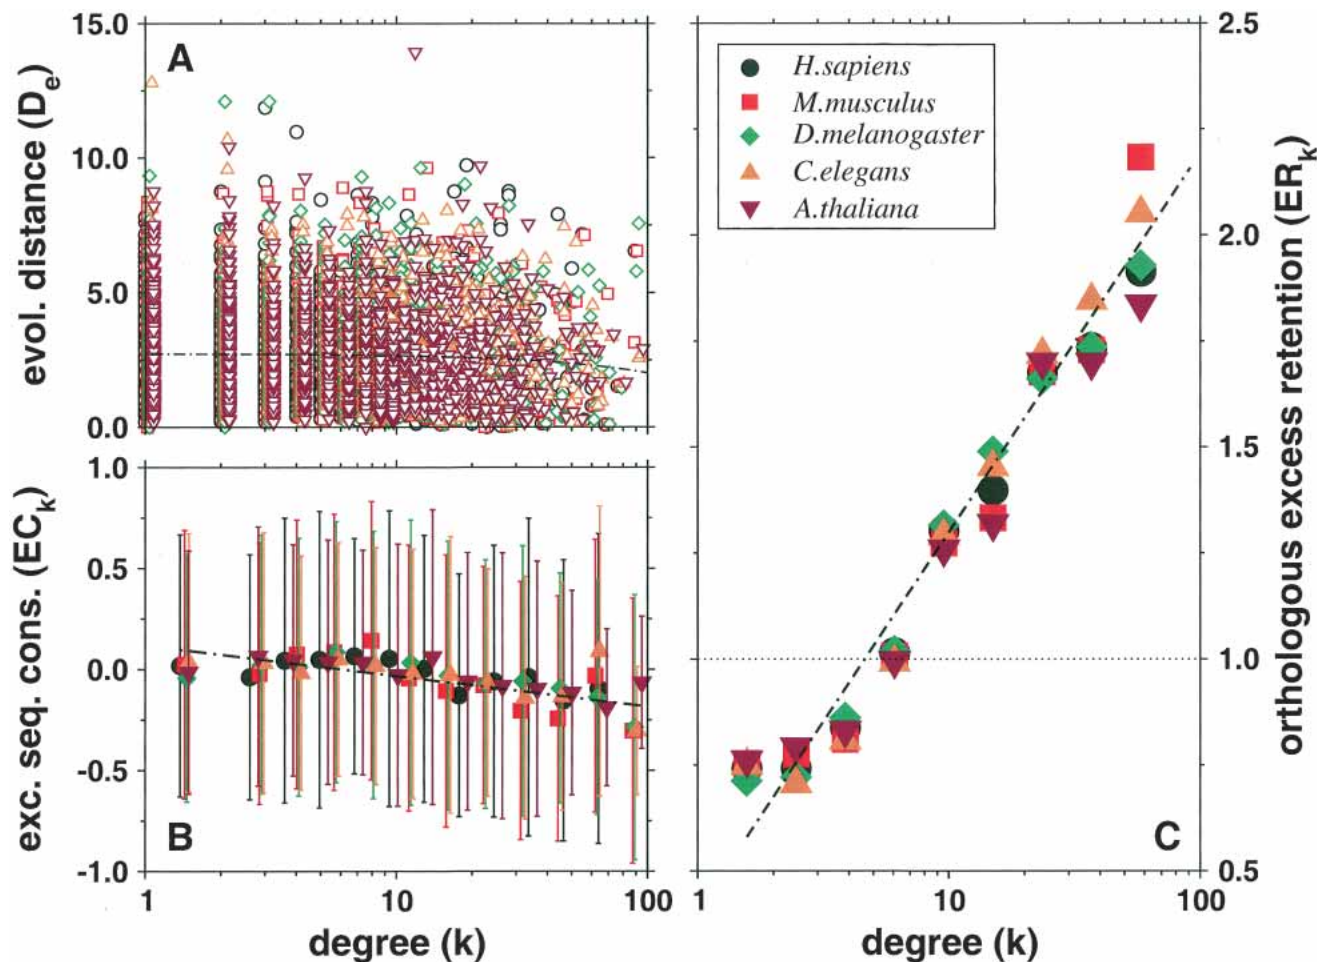 A
evol. distance (De)
15.0
10.0
5.0
0.0
B
exc. seq. cons. (ECk)
1.0
0.5
0.0
-0.5
-1.0
1
10
100
degree (k)
C
H.sapiens
M.musculus
D.melanogaster
C.elegans
A.thaliana
orthologous excess retention (ERk)
2.5
2.0
1.5
1.0
0.5
1
10
100
degree (k)